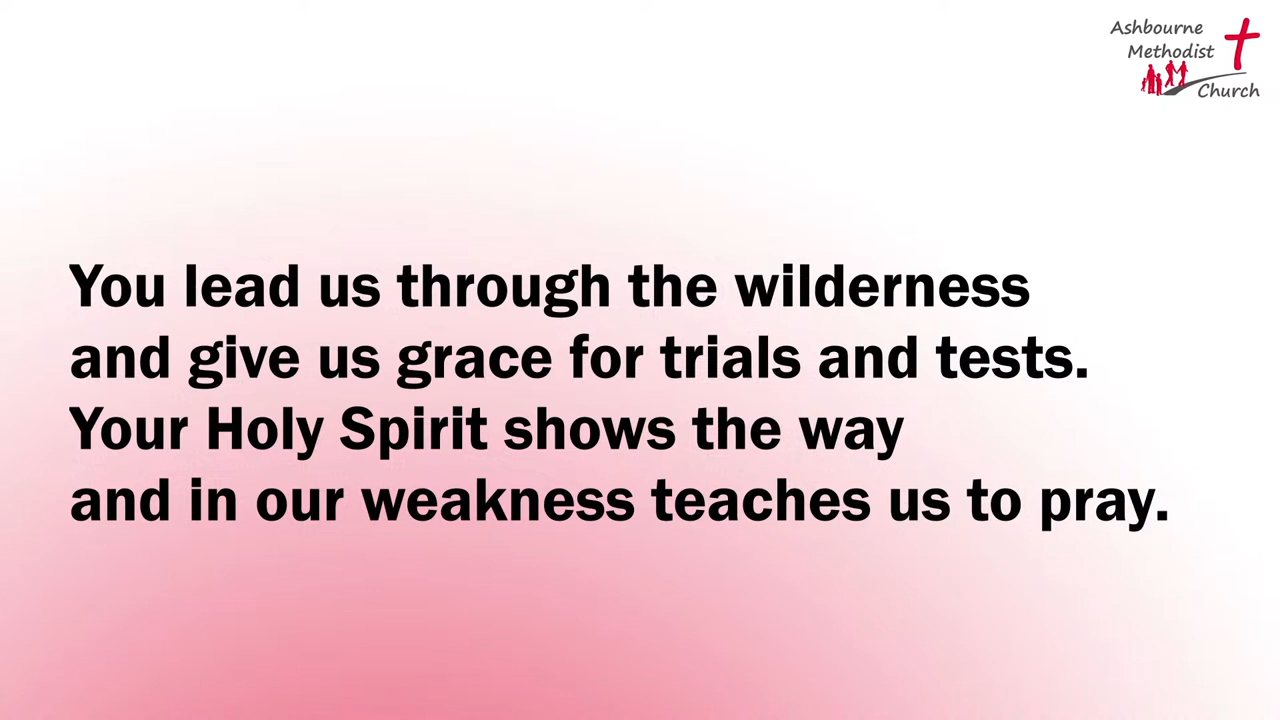 Ashbourne
Methodist
Church
You lead us through the wilderness
and give us grace for trials and tests.
Your Holy Spirit shows the way
and in our weakness teaches us to pray.